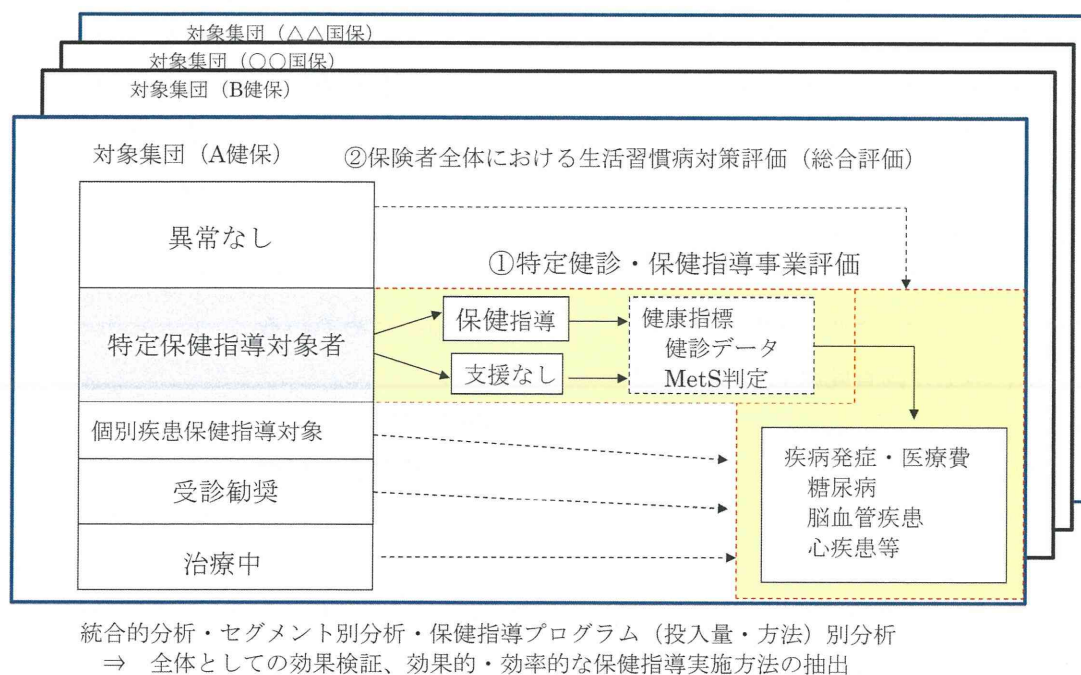 対象集団（△△国保）
対象集団（〇〇国保）
対象集団（B健保）
対象集団（A健保）
②保険者全体における生活習慣病対策評価（総合評価）
異常なし
①特定健診・保健指導事業評価
特定保健指導対象者
保健指導
支援なし
健康指標
健診データ
MetS判定
個別疾患保健指導対象
受診勧奨
治療中
疾病発症・医療費
糖尿病
脳血管疾患
心疾患等
統合的分析・セグメント別分析・保健指導プログラム（投入量・方法）別分析
⇒ 全体としての効果検証、効果的・効率的な保健指導実施方法の抽出